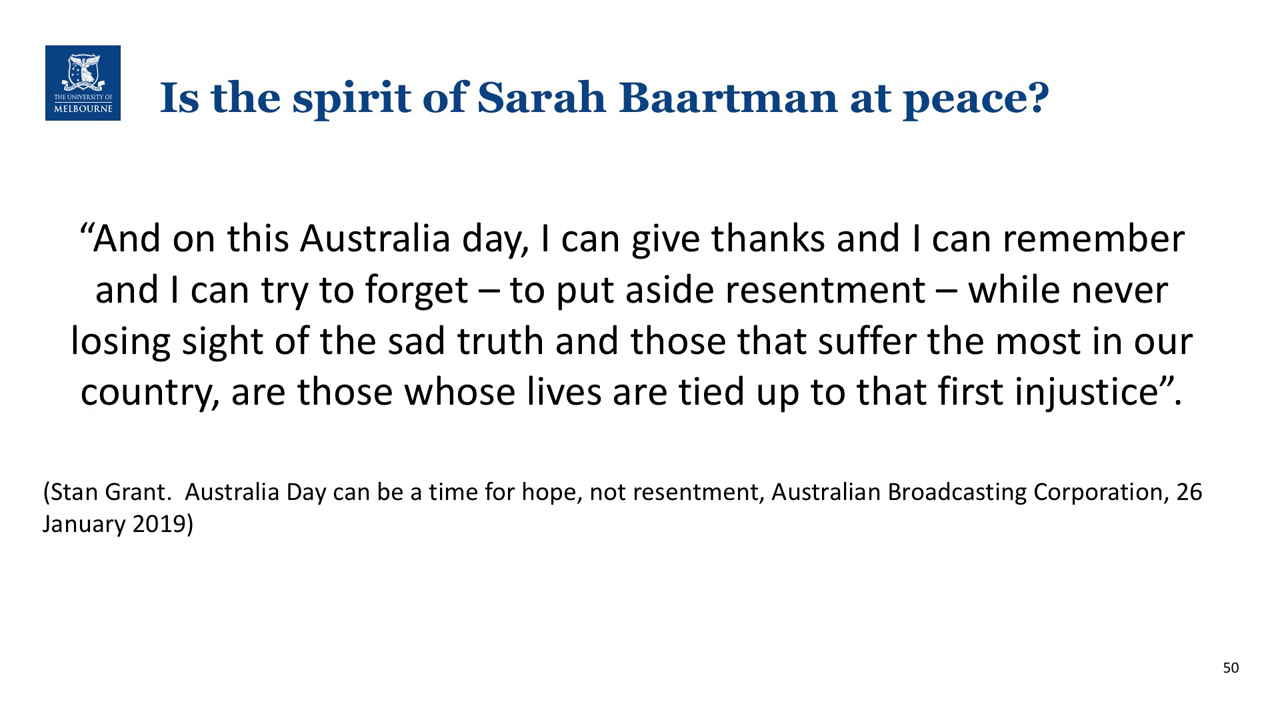 THE UNIVERSITY OF
MELBOURNE
Is the spirit of Sarah Baartman at peace?
“And on this Australia day, I can give thanks and I can remember
and I can try to forget – to put aside resentment – while never
losing sight of the sad truth and those that suffer the most in our
country, are those whose lives are tied up to that first injustice”.
(Stan Grant.  Australia Day can be a time for hope, not resentment, Australian Broadcasting Corporation, 26
January 2019)
50